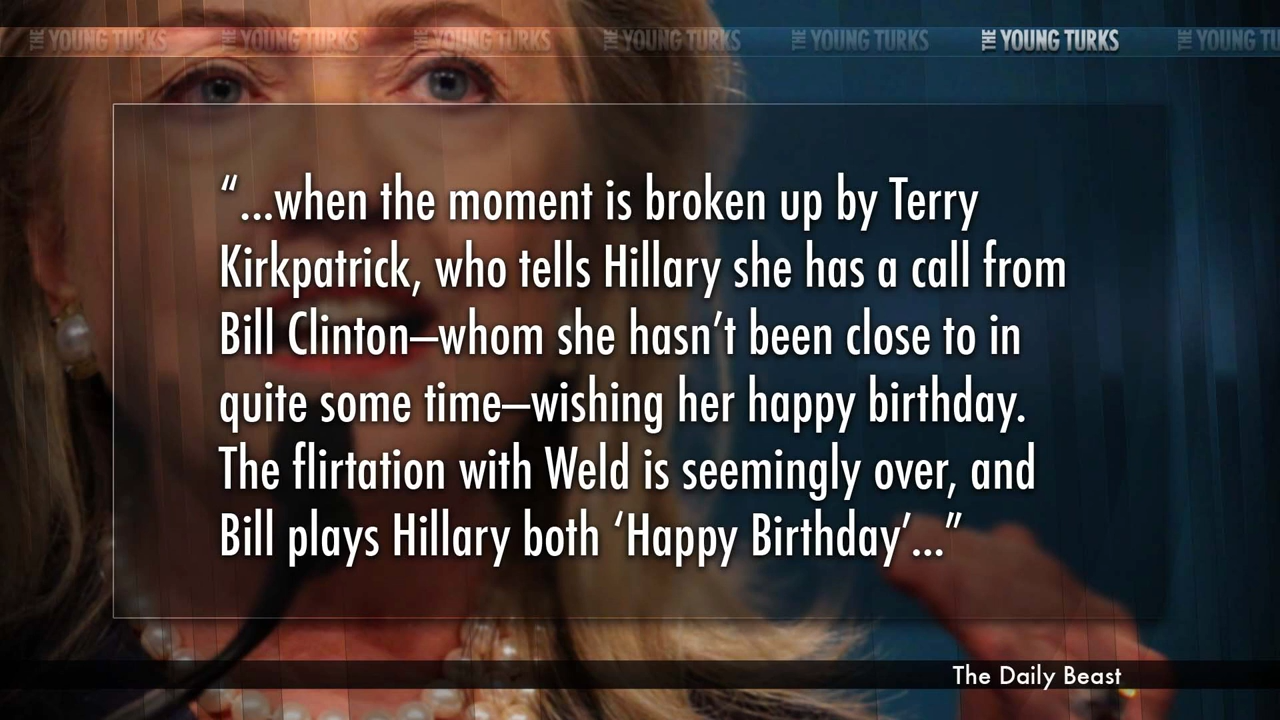 THE YOUNG TURKS THE YOUNG TURKS THE YOUNG TURKS THE YOUNG TURKS THE YOUNG TURKS THE YOUNG TURKS THE YOUNG TU
“...when the moment is broken up by Terry
Kirkpatrick, who tells Hillary she has a call from
Bill Clinton–whom she hasn’t been close to in
quite some time–wishing her happy birthday.
The flirtation with Weld is seemingly over, and
Bill plays Hillary both ‘Happy Birthday’...”
The Daily Beast